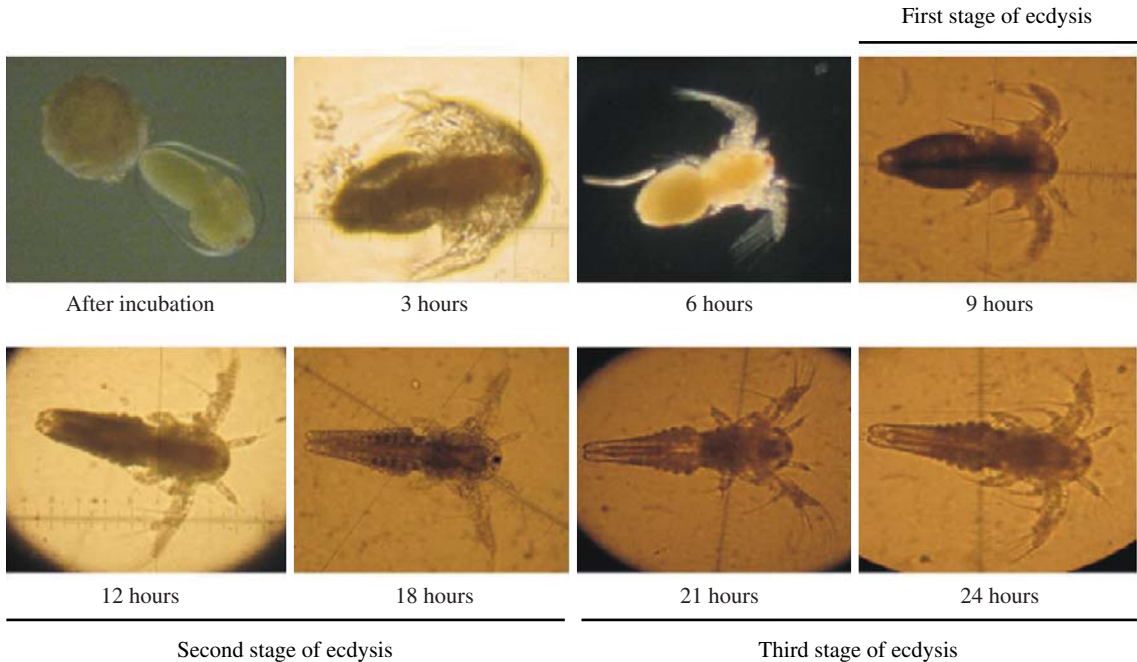 First stage of ecdysis
After incubation
3 hours
6 hours
9 hours
12 hours
18 hours
21 hours
24 hours
Second stage of ecdysis
Third stage of ecdysis